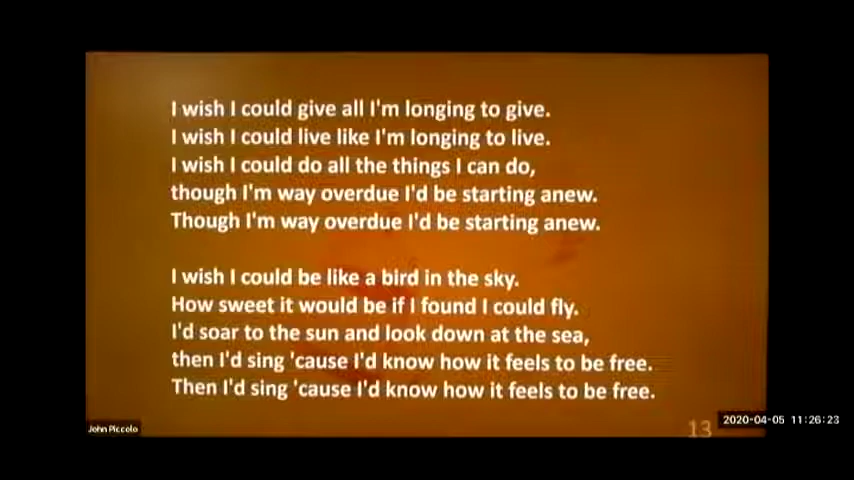 I wish I could give all I'm longing to give.
I wish I could live like I'm longing to live.
I wish I could do all the things I can do,
though I'm way overdue I'd be starting anew.
Though I'm way overdue I'd be starting anew.
I wish I could be like a bird in the sky.
How sweet it would be if I found I could fly.
I'd soar to the sun and look down at the sea,
then I'd sing 'cause I'd know how it feels to be free.
Then I'd sing 'cause I'd know how it feels to be free.
13
2020-04-05 11:26:23
John Piccolo